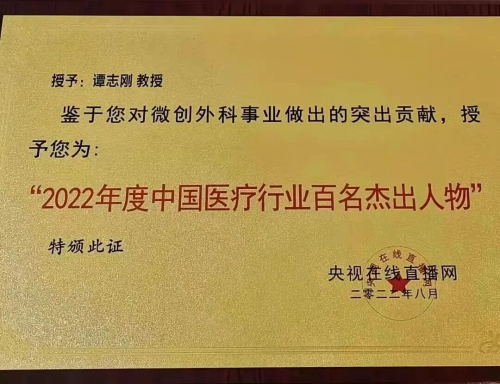 授予：谭志刚 教授
鉴于您对微创外科事业做出的突出贡献，授
予您为：
“2022年度中国医疗行业百名杰出人物”
特颁此证
央视在线直播网
二零二二年八月